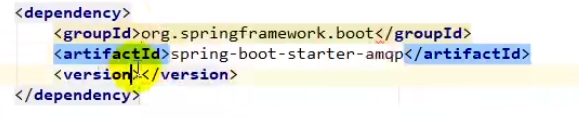 <dependency>
<groupId>org.springframework.boot</groupId>
<artifactId>spring-boot-starter-amqp</artifactId>
<version></version>
</dependency>